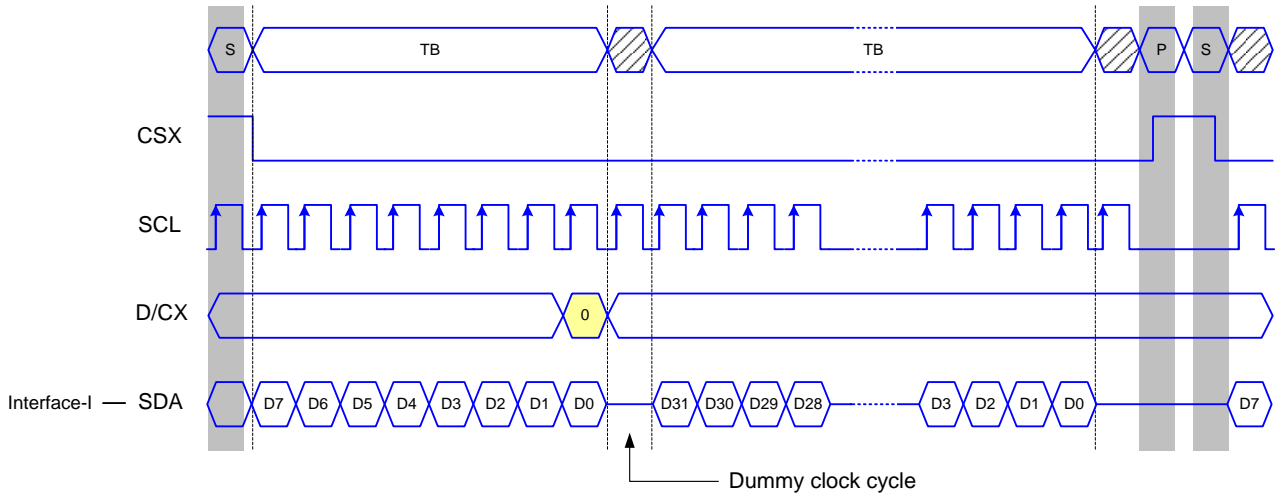 S TB TB P S
CSX
SCL
D/CX 0
Interface-I SDA D7 D6 D5 D4 D3 D2 D1 D0 D31 D30 D29 D28 D3 D2 D1 D0 D7
Dummy clock cycle